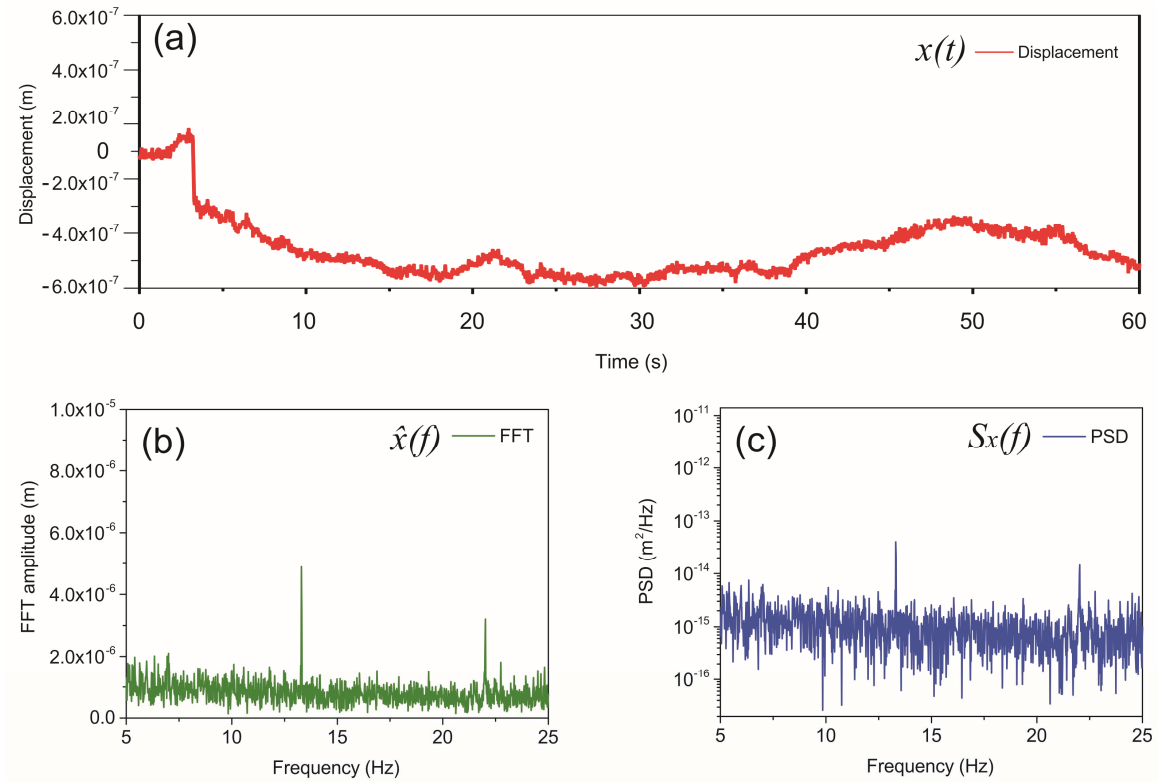 (a)
x(t) Displacement
Displacement (m)
6.0x10⁻⁷
4.0x10⁻⁷
2.0x10⁻⁷
0
-2.0x10⁻⁷
-4.0x10⁻⁷
-6.0x10⁻⁷
0 10 20 30 40 50 60
Time (s)
(b)
x̂(f) FFT
FFT amplitude (m)
1.0x10⁻⁵
8.0x10⁻⁶
6.0x10⁻⁶
4.0x10⁻⁶
2.0x10⁻⁶
0.0
5 10 15 20 25
Frequency (Hz)
(c)
Sx(f) PSD
PSD (m²/Hz)
10⁻¹¹
10⁻¹²
10⁻¹³
10⁻¹⁴
10⁻¹⁵
10⁻¹⁶
5 10 15 20 25
Frequency (Hz)